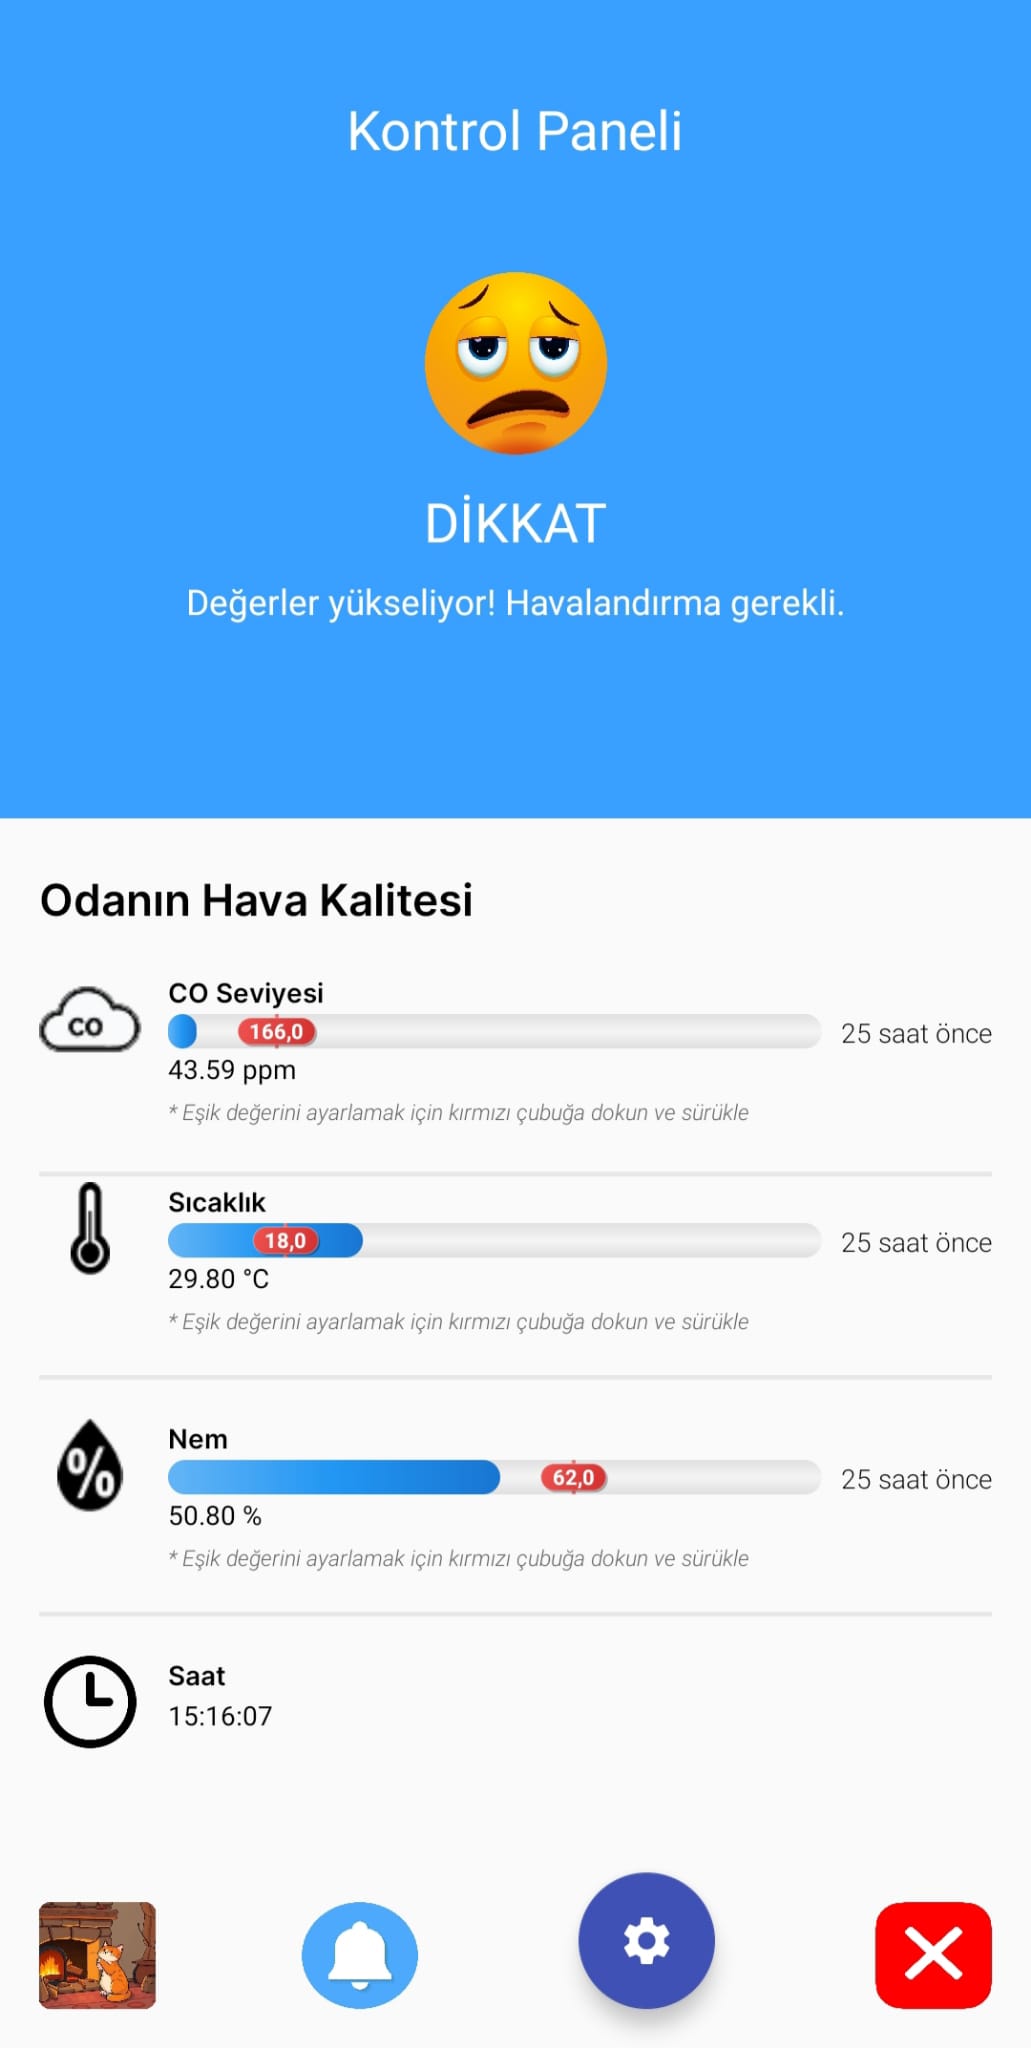 Kontrol Paneli
DİKKAT
Değerler yükseliyor! Havalandırma gerekli.
Odanın Hava Kalitesi
CO Seviyesi
CO
166,0
25 saat önce
43.59 ppm
* Eşik değerini ayarlamak için kırmızı çubuğa dokun ve sürükle
Sıcaklık
18,0
25 saat önce
29.80 °C
* Eşik değerini ayarlamak için kırmızı çubuğa dokun ve sürükle
Nem
%
62,0
25 saat önce
50.80 %
* Eşik değerini ayarlamak için kırmızı çubuğa dokun ve sürükle
Saat
15:16:07